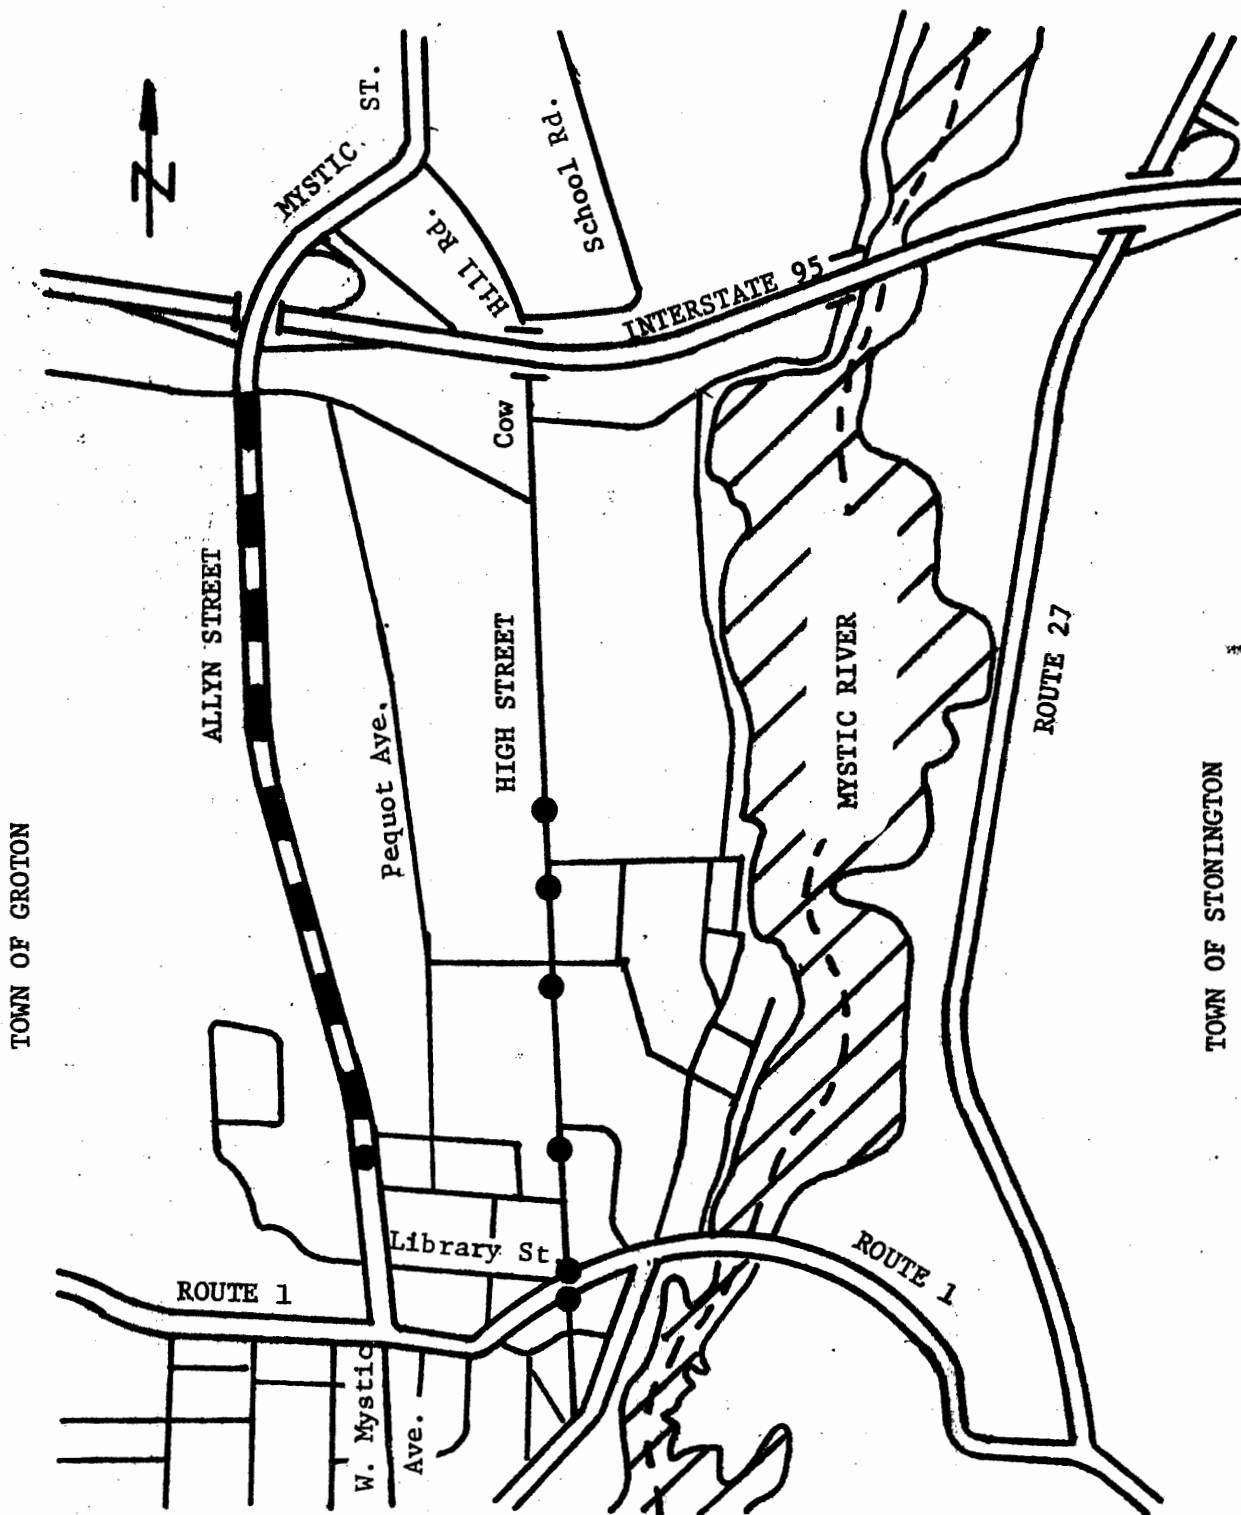 N
MYSTIC ST.
Hill Rd.
School Rd.
INTERSTATE 95
Cow
ALLYN STREET
Pequot Ave.
HIGH STREET
MYSTIC RIVER
ROUTE 27
TOWN OF GROTON
TOWN OF STONINGTON
Library St
ROUTE 1
ROUTE 1
W. Mystic
Ave.